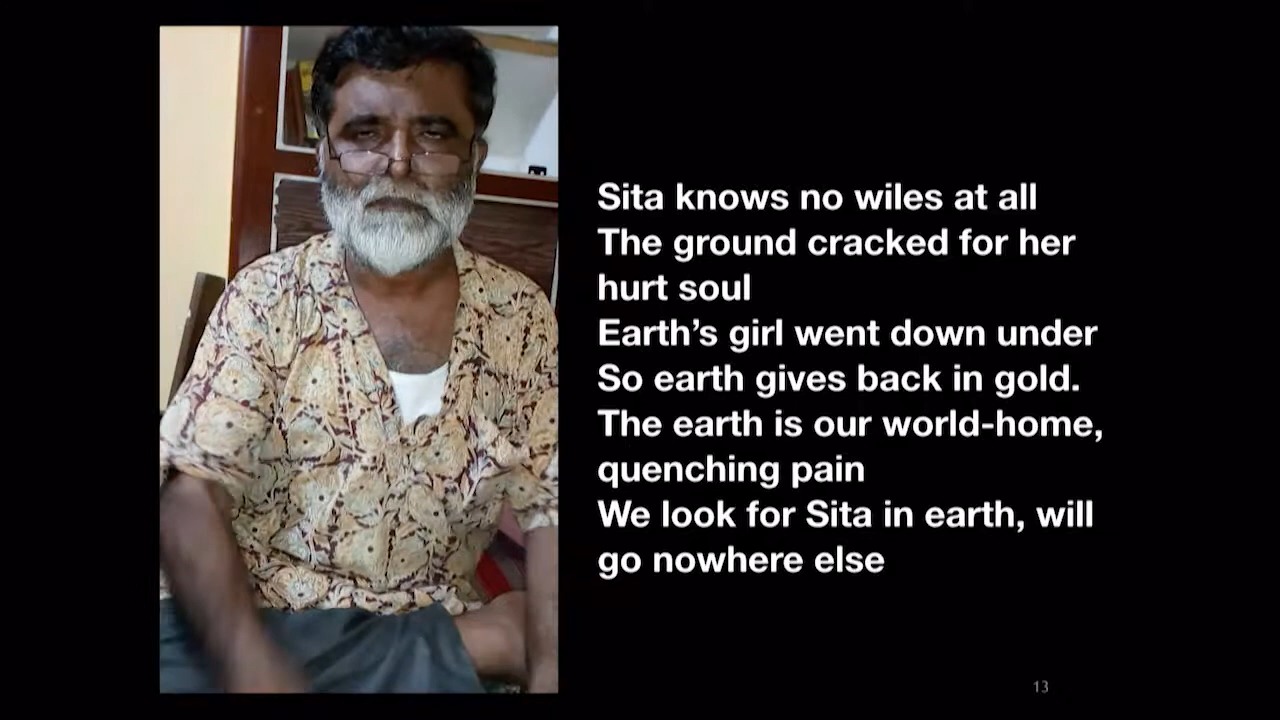 Sita knows no wiles at all
The ground cracked for her
hurt soul
Earth’s girl went down under
So earth gives back in gold.
The earth is our world-home,
quenching pain
We look for Sita in earth, will
go nowhere else
13